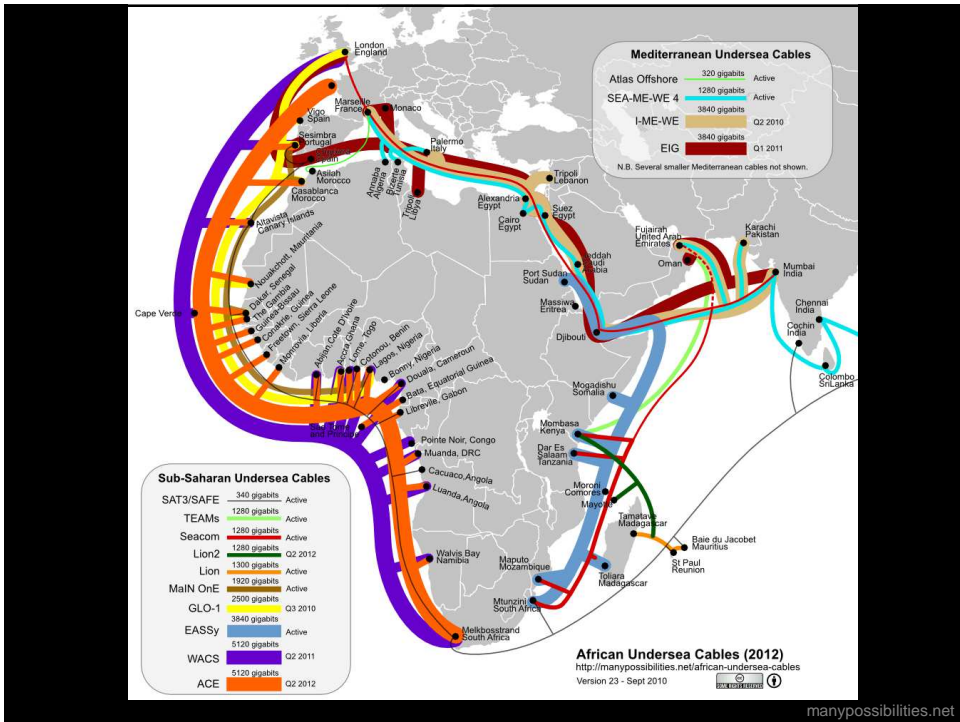 London
England
Mediterranean Undersea Cables
Atlas Offshore 320 gigabits Active
SEA-ME-WE 4 1280 gigabits Active
I-ME-WE 3840 gigabits Q2 2010
EIG 3840 gigabits Q1 2011
N.B. Several smaller Mediterranean cables not shown.
Marseille
France
Monaco
Vigo
Spain
Sesimbra
Portugal
Spain
Palermo
Italy
Asilah
Morocco
Casablanca
Morocco
Annaba
Algeria
Bizerte
Tunisia
Tripoli
Libya
Tripoli
Lebanon
Alexandria
Egypt
Cairo
Egypt
Suez
Egypt
Altavista
Canary Islands
Fujairah
United Arab
Emirates
Karachi
Pakistan
Oman
Mumbai
India
Jeddah
Saudi
Arabia
Port Sudan
Sudan
Massiwa
Eritrea
Djibouti
Chennai
India
Cochin
India
Colombo
SriLanka
Nouakchott, Mauritania
Dakar, Senegal
The Gambia
Guinea-Bissau
Conakrie, Guinea
Freetown, Sierra Leone
Monrovia, Liberia
Cape Verde
Abijan,Cote D'ivoire
Accra,Ghana
Lome, Togo
Cotonou, Benin
Lagos, Nigeria
Bonny, Nigeria
Douala, Cameroun
Bata, Equatorial Guinea
Libreville, Gabon
Sao Tome
and Principe
Mogadishu
Somalia
Mombasa
Kenya
Dar Es
Salaam
Tanzania
Pointe Noir, Congo
Muanda, DRC
Cacuaco,Angola
Luanda,Angola
Moroni
Comores
Mayotte
Tamatave
Madagascar
Baie du Jacobet
Mauritius
St Paul
Reunion
Toliara
Madagascar
Walvis Bay
Namibia
Maputo
Mozambique
Mtunzini
South Africa
Melkbosstrand
South Africa
Sub-Saharan Undersea Cables
SAT3/SAFE 340 gigabits Active
TEAMs 1280 gigabits Active
Seacom 1280 gigabits Active
Lion2 1280 gigabits Q2 2012
Lion 1300 gigabits Active
MaIN OnE 1920 gigabits Active
GLO-1 2500 gigabits Q3 2010
EASSy 3840 gigabits Active
WACS 5120 gigabits Q2 2011
ACE 5120 gigabits Q2 2012
African Undersea Cables (2012)
http://manypossibilities.net/african-undersea-cables
Version 23 - Sept 2010
cc
SOME RIGHTS RESERVED
manypossibilities.net